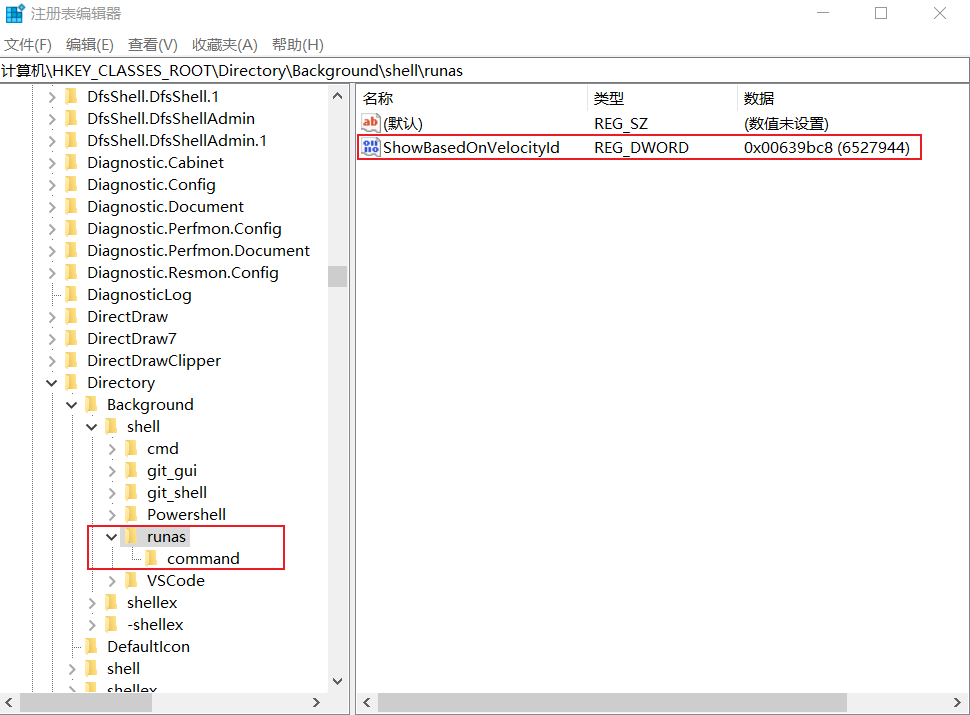 注册表编辑器
文件(F) 编辑(E) 查看(V) 收藏夹(A) 帮助(H)
计算机\HKEY_CLASSES_ROOT\Directory\Background\shell\runas
DfsShell.DfsShell.1
DfsShell.DfsShellAdmin
DfsShell.DfsShellAdmin.1
Diagnostic.Cabinet
Diagnostic.Config
Diagnostic.Document
Diagnostic.Perfmon.Config
Diagnostic.Perfmon.Document
Diagnostic.Resmon.Config
DiagnosticLog
DirectDraw
DirectDraw7
DirectDrawClipper
Directory
Background
shell
cmd
git_gui
git_shell
Powershell
runas
command
VSCode
shellex
-shellex
DefaultIcon
shell
shellex
名称 类型 数据
ab (默认) REG_SZ (数值未设置)
ShowBasedOnVelocityId REG_DWORD 0x00639bc8 (6527944)